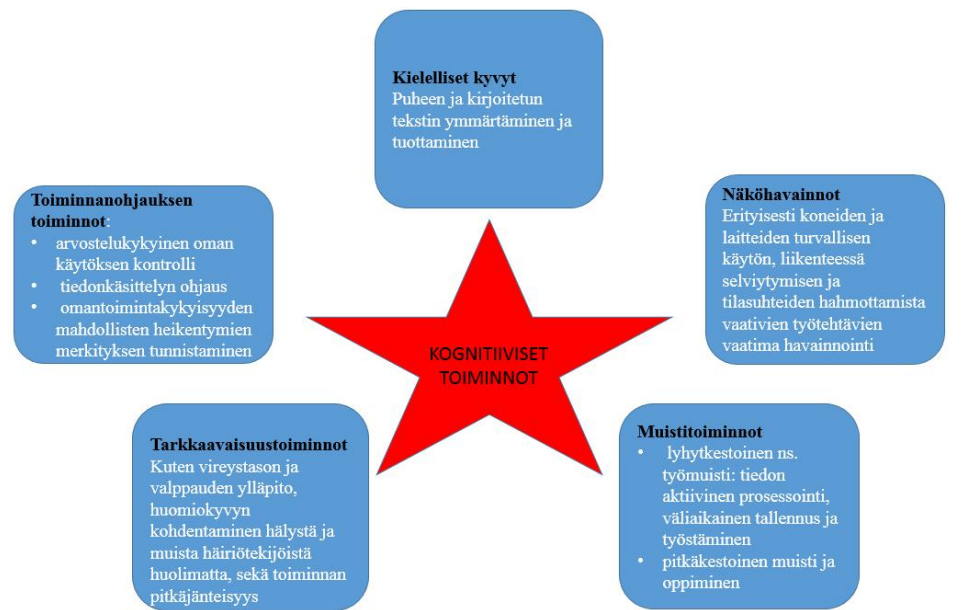 Kielelliset kyvyt
Puheen ja kirjoitetun
tekstin ymmärtäminen ja
tuottaminen
Toiminnanohjauksen
toiminnot:
• arvostelukykyinen oman
käytöksen kontrolli
• tiedonkäsittelyn ohjaus
• omantoimintakykyisyyden
mahdollisten heikentymien
merkityksen tunnistaminen
Näköhavainnot
Erityisesti koneiden ja
laitteiden turvallisen
käytön, liikenteessä
selviytymisen ja
tilasuhteiden hahmottamista
vaativien työtehtävien
vaatima havainnointi
KOGNITIIVISET
TOIMINNOT
Tarkkaavaisuustoiminnot
Kuten vireystason ja
valppauden ylläpito,
huomiokyvyn
kohdentaminen hälystä ja
muista häiriötekijöistä
huolimatta, sekä toiminnan
pitkäjänteisyys
Muistitoiminnot
• lyhytkestoinen ns.
työmuisti: tiedon
aktiivinen prosessointi,
väliaikainen tallennus ja
työstäminen
• pitkäkestoinen muisti ja
oppiminen